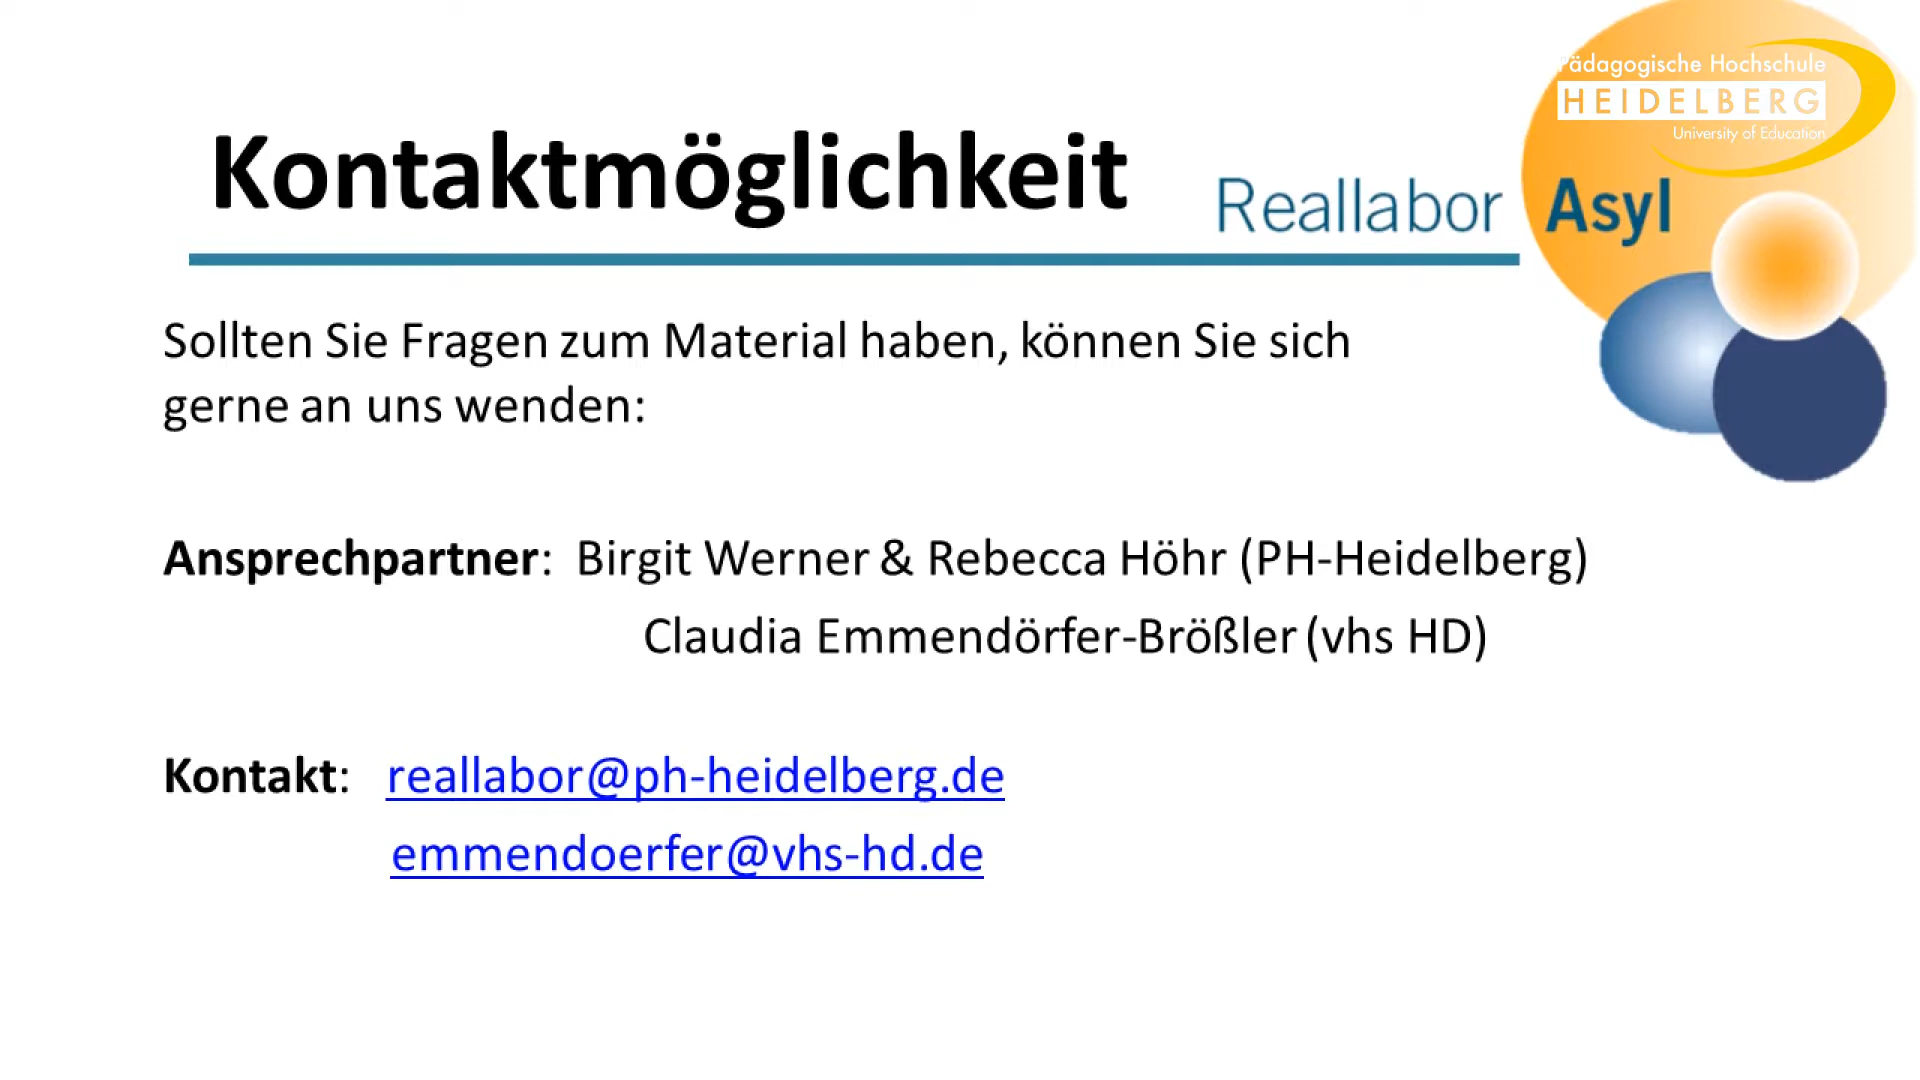 Pädagogische Hochschule
HEIDELBERG
University of Education
Kontaktmöglichkeit
Reallabor Asyl
Sollten Sie Fragen zum Material haben, können Sie sich
gerne an uns wenden:
Ansprechpartner: Birgit Werner & Rebecca Höhr (PH-Heidelberg)
Claudia Emmendörfer-Brößler (vhs HD)
Kontakt: reallabor@ph-heidelberg.de
emmendoerfer@vhs-hd.de